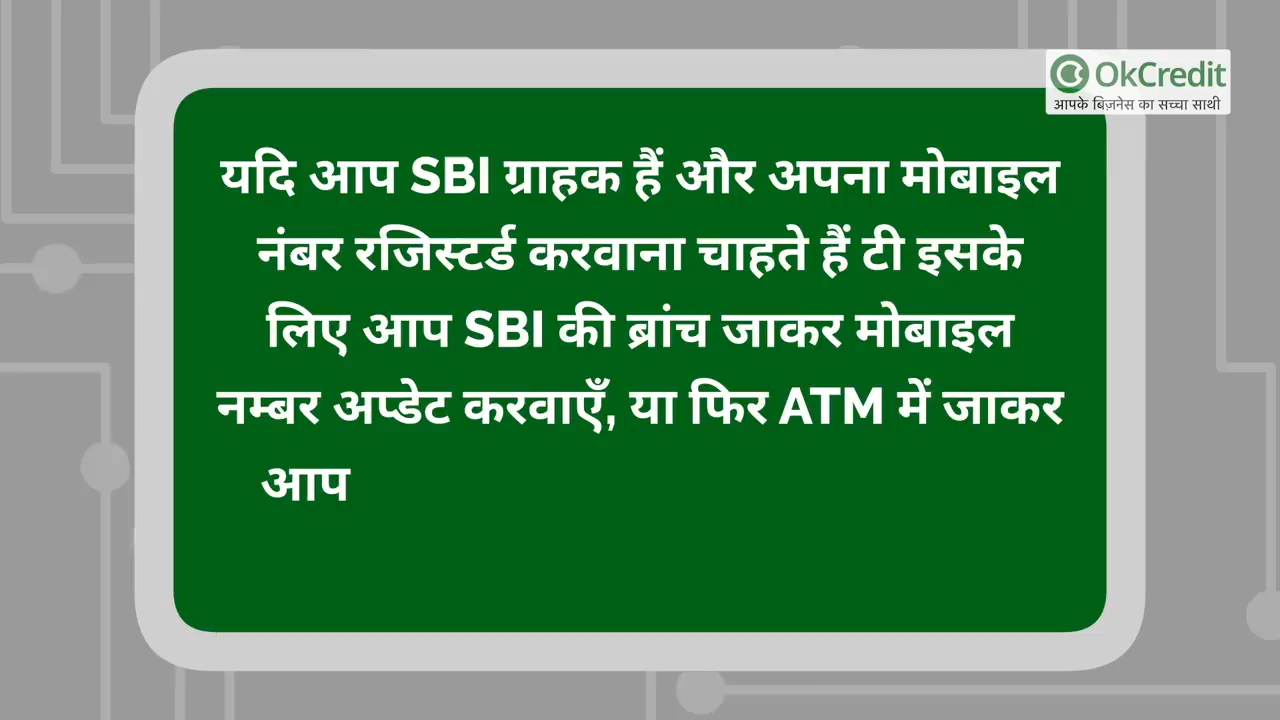 OkCredit
आपके बिज़नेस का सच्चा साथी
यदि आप SBI ग्राहक हैं और अपना मोबाइल
नंबर रजिस्टर्ड करवाना चाहते हैं टी इसके
लिए आप SBI की ब्रांच जाकर मोबाइल
नम्बर अप्डेट करवाएँ, या फिर ATM में जाकर
आप